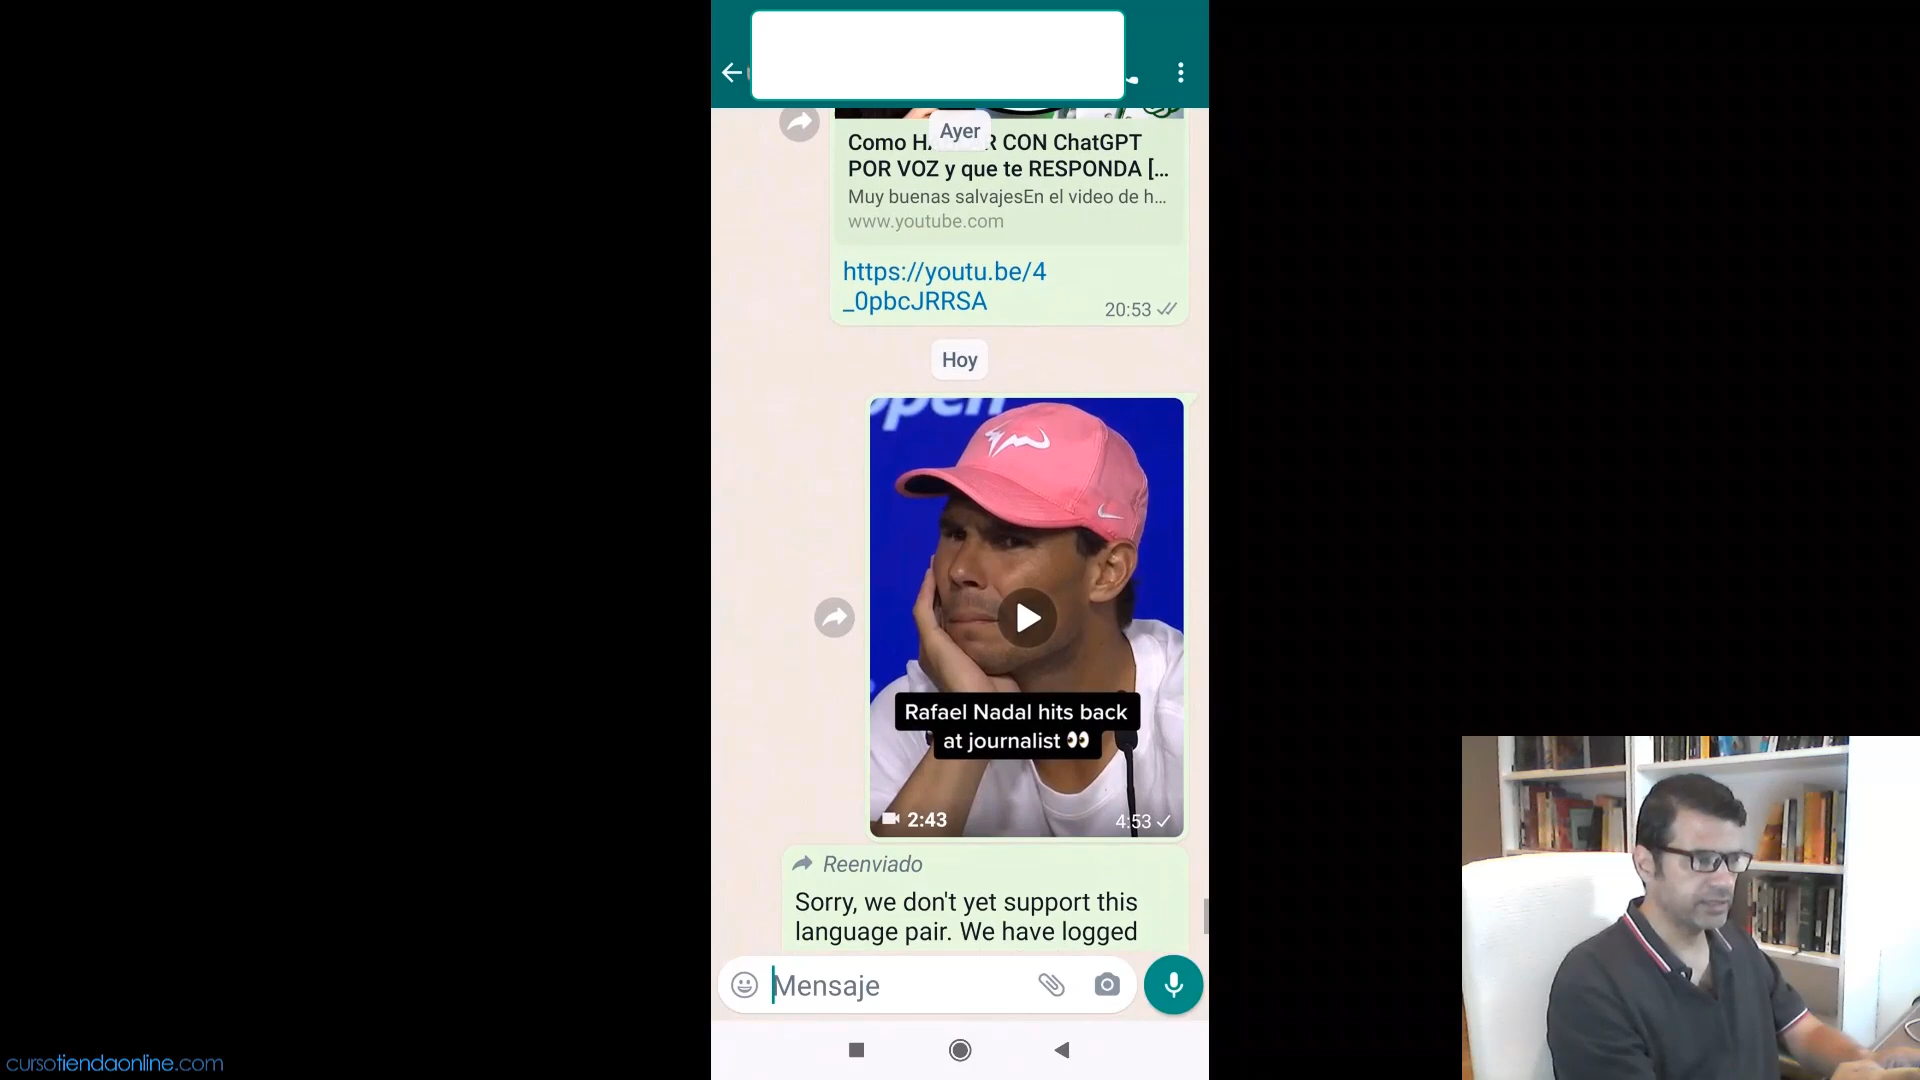 Ayer
Como H R CON ChatGPT
POR VOZ y que te RESPONDA [...
Muy buenas salvajesEn el video de h...
www.youtube.com
https://youtu.be/4
_0pbcJRRSA
20:53
Hoy
open
Rafael Nadal hits back
at journalist 👀
2:43
4:53
Reenviado
Sorry, we don't yet support this
language pair. We have logged
Mensaje
cursotiendaonline.com